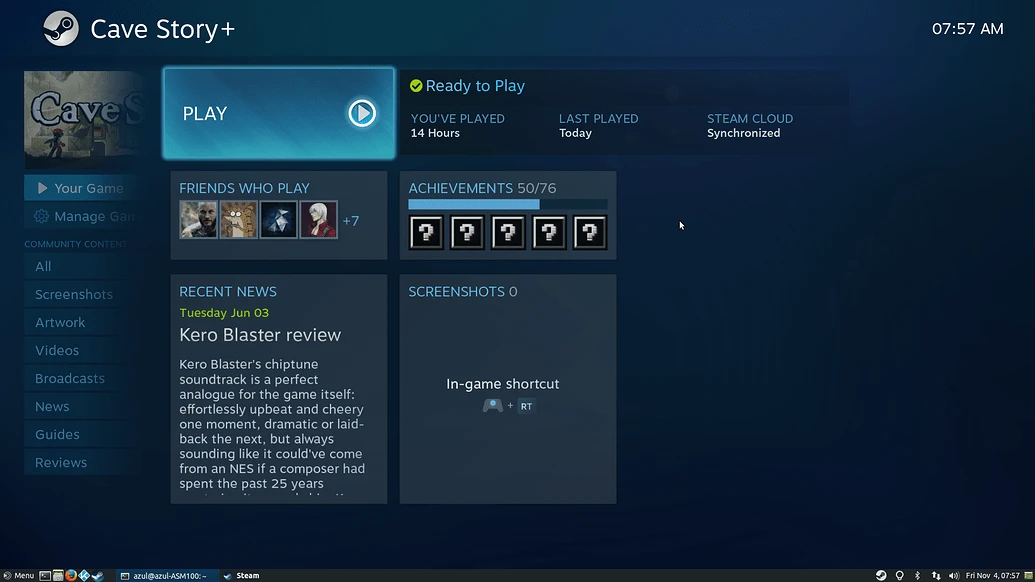 Cave Story+
07:57 AM
Cave S
PLAY
Ready to Play
YOU'VE PLAYED
14 Hours
LAST PLAYED
Today
STEAM CLOUD
Synchronized
Your Game
Manage Gam
COMMUNITY CONTENT
All
Screenshots
Artwork
Videos
Broadcasts
News
Guides
Reviews
FRIENDS WHO PLAY
+7
ACHIEVEMENTS 50/76
? ? ? ? ?
RECENT NEWS
Tuesday Jun 03
Kero Blaster review
Kero Blaster's chiptune
soundtrack is a perfect
analogue for the game itself:
effortlessly upbeat and cheery
one moment, dramatic or laid-
back the next, but always
sounding like it could've come
from an NES if a composer had
spent the past 25 years
SCREENSHOTS 0
In-game shortcut
+ RT
Menu
azul@azul-ASM100: ~
Steam
Fri Nov 4, 07:57